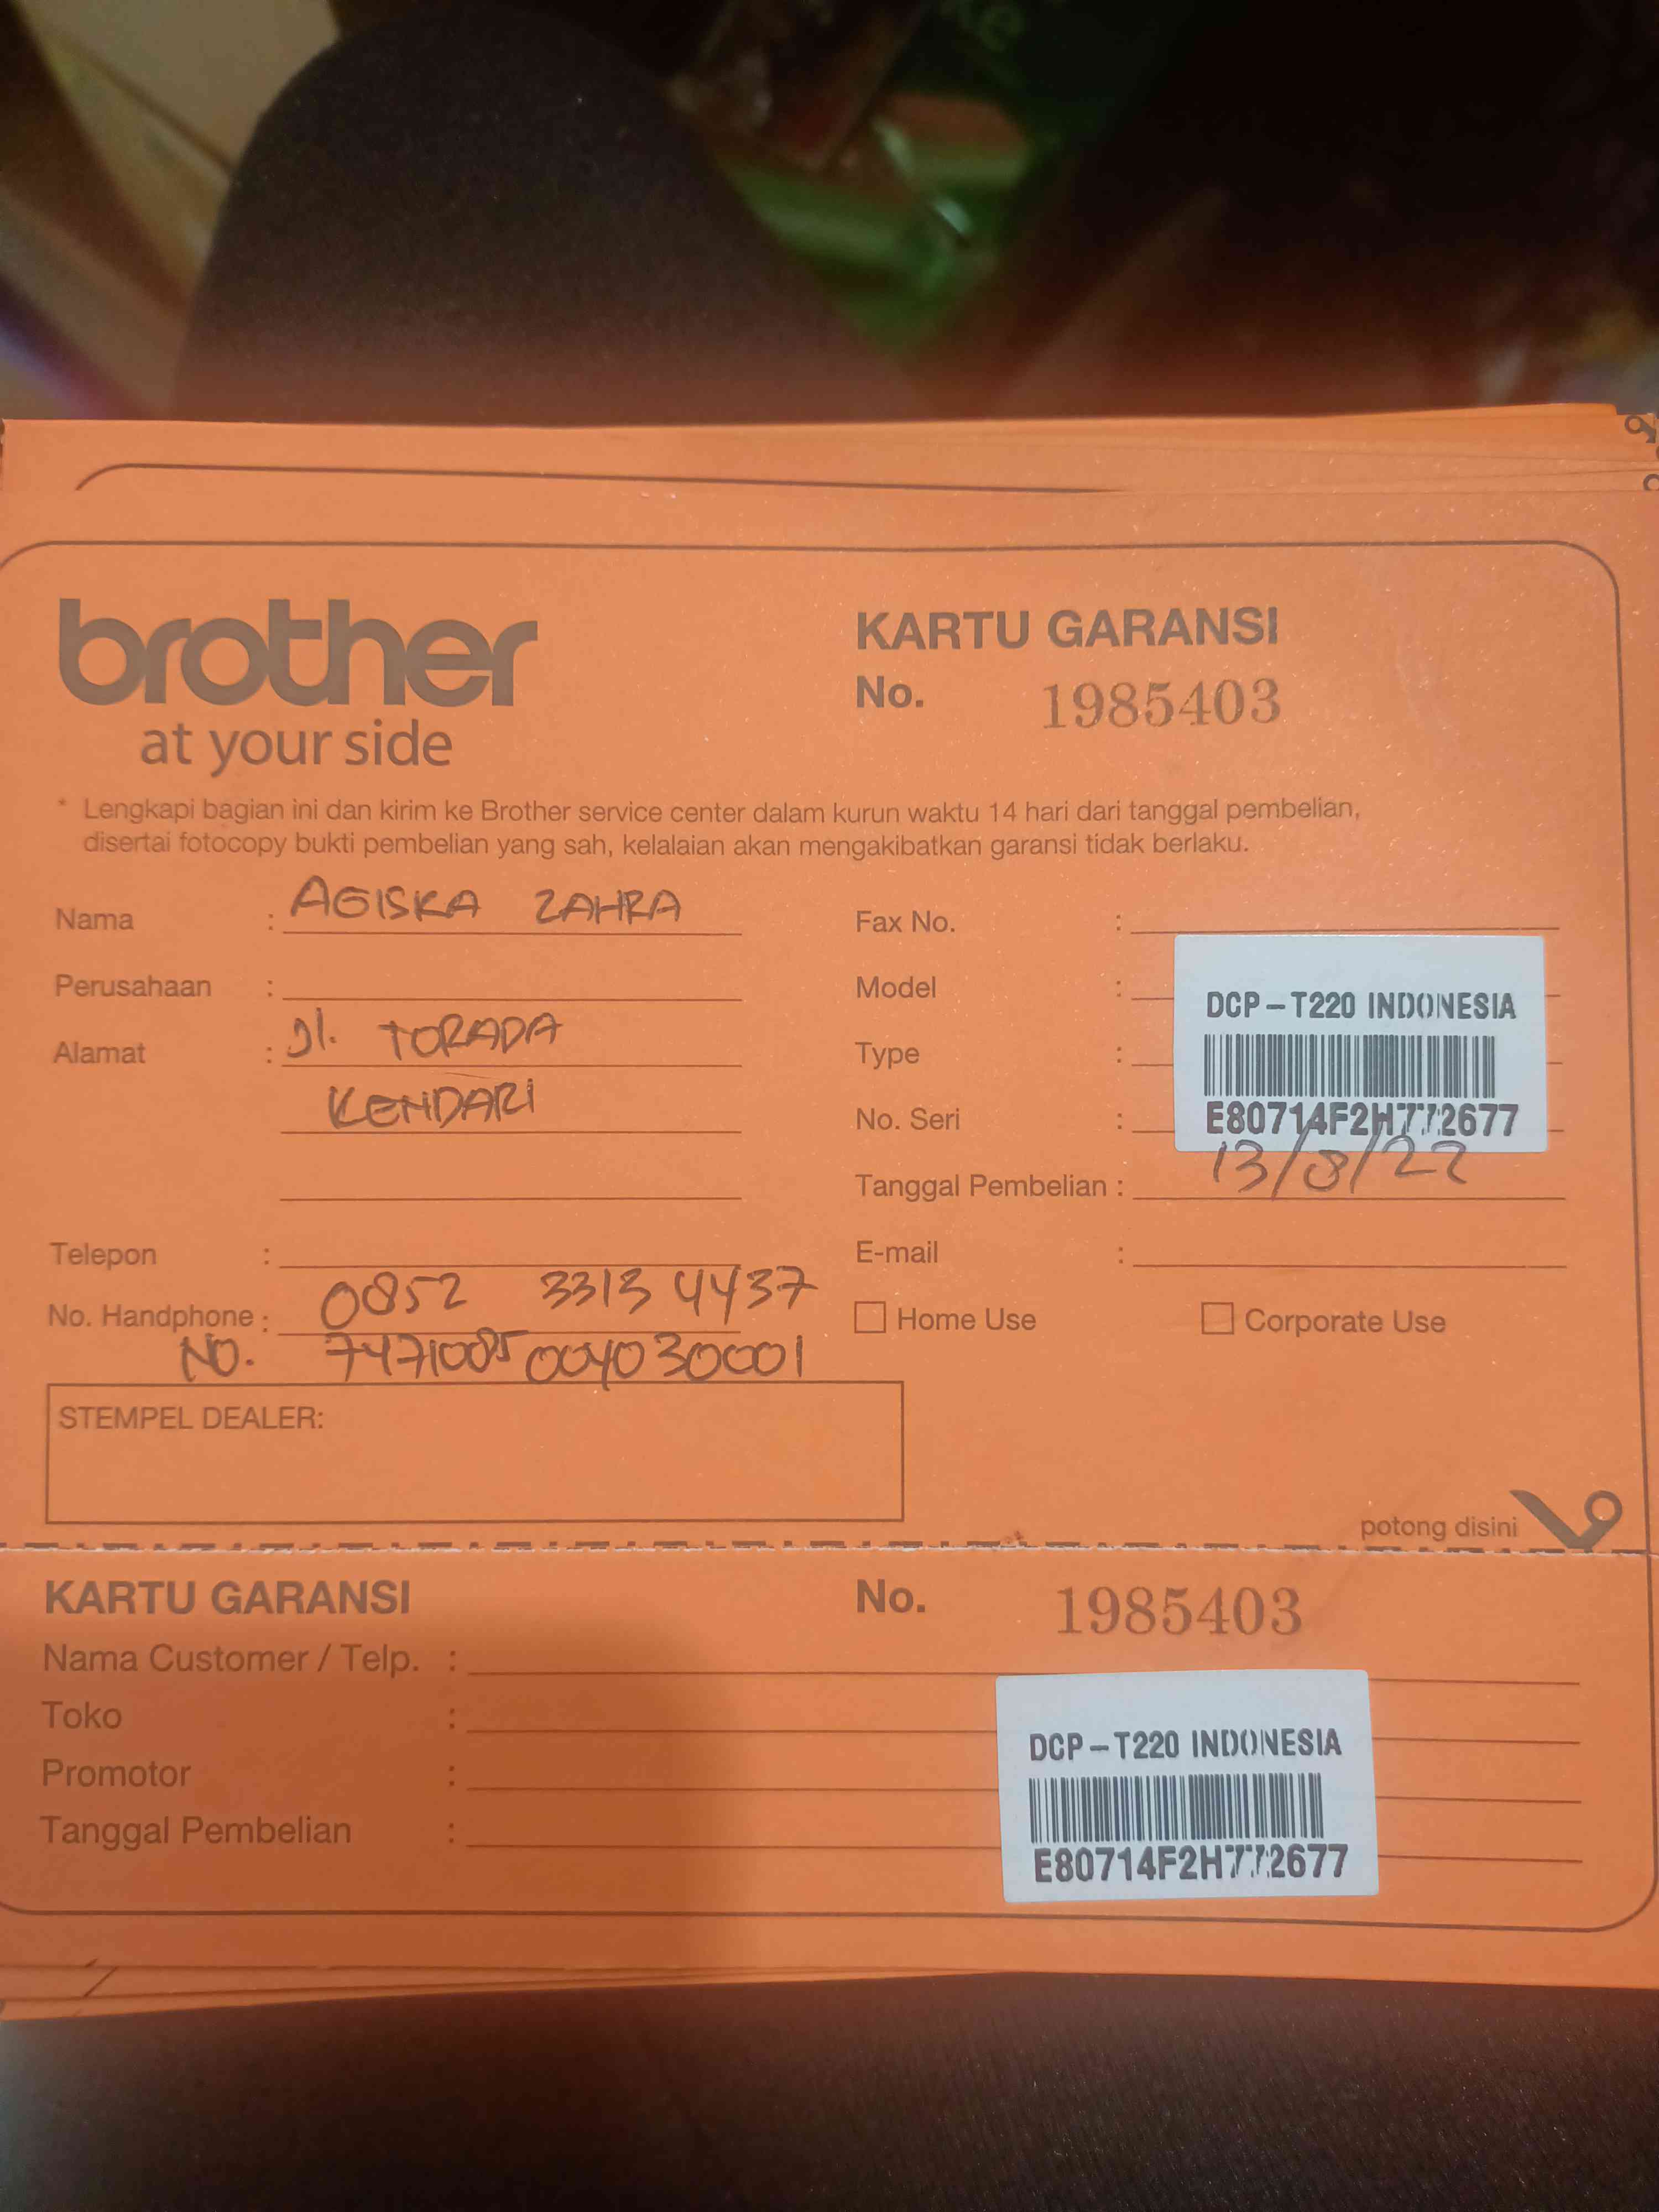 brother
at your side
KARTU GARANSI
No. 1985403
* Lengkapi bagian ini dan kirim ke Brother service center dalam kurun waktu 14 hari dari tanggal pembelian,
disertai fotocopy bukti pembelian yang sah, kelalaian akan mengakibatkan garansi tidak berlaku.
Nama : AGISKA ZAHRA
Perusahaan :
Alamat : Jl. TORADA
KENDARI
Telepon :
No. Handphone : 0852 3313 4437
NO. 7471085004030001
Fax No. :
Model : DCP-T220 INDONESIA
Type :
No. Seri : E80714F2H772677
Tanggal Pembelian : 13/8/22
E-mail :
Home Use Corporate Use
STEMPEL DEALER:
potong disini
KARTU GARANSI No. 1985403
Nama Customer / Telp. :
Toko :
Promotor :
Tanggal Pembelian :
DCP-T220 INDONESIA
E80714F2H772677